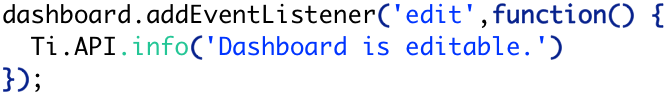 dashboard.addEventListener('edit',function() {
  Ti.API.info('Dashboard is editable.')
});